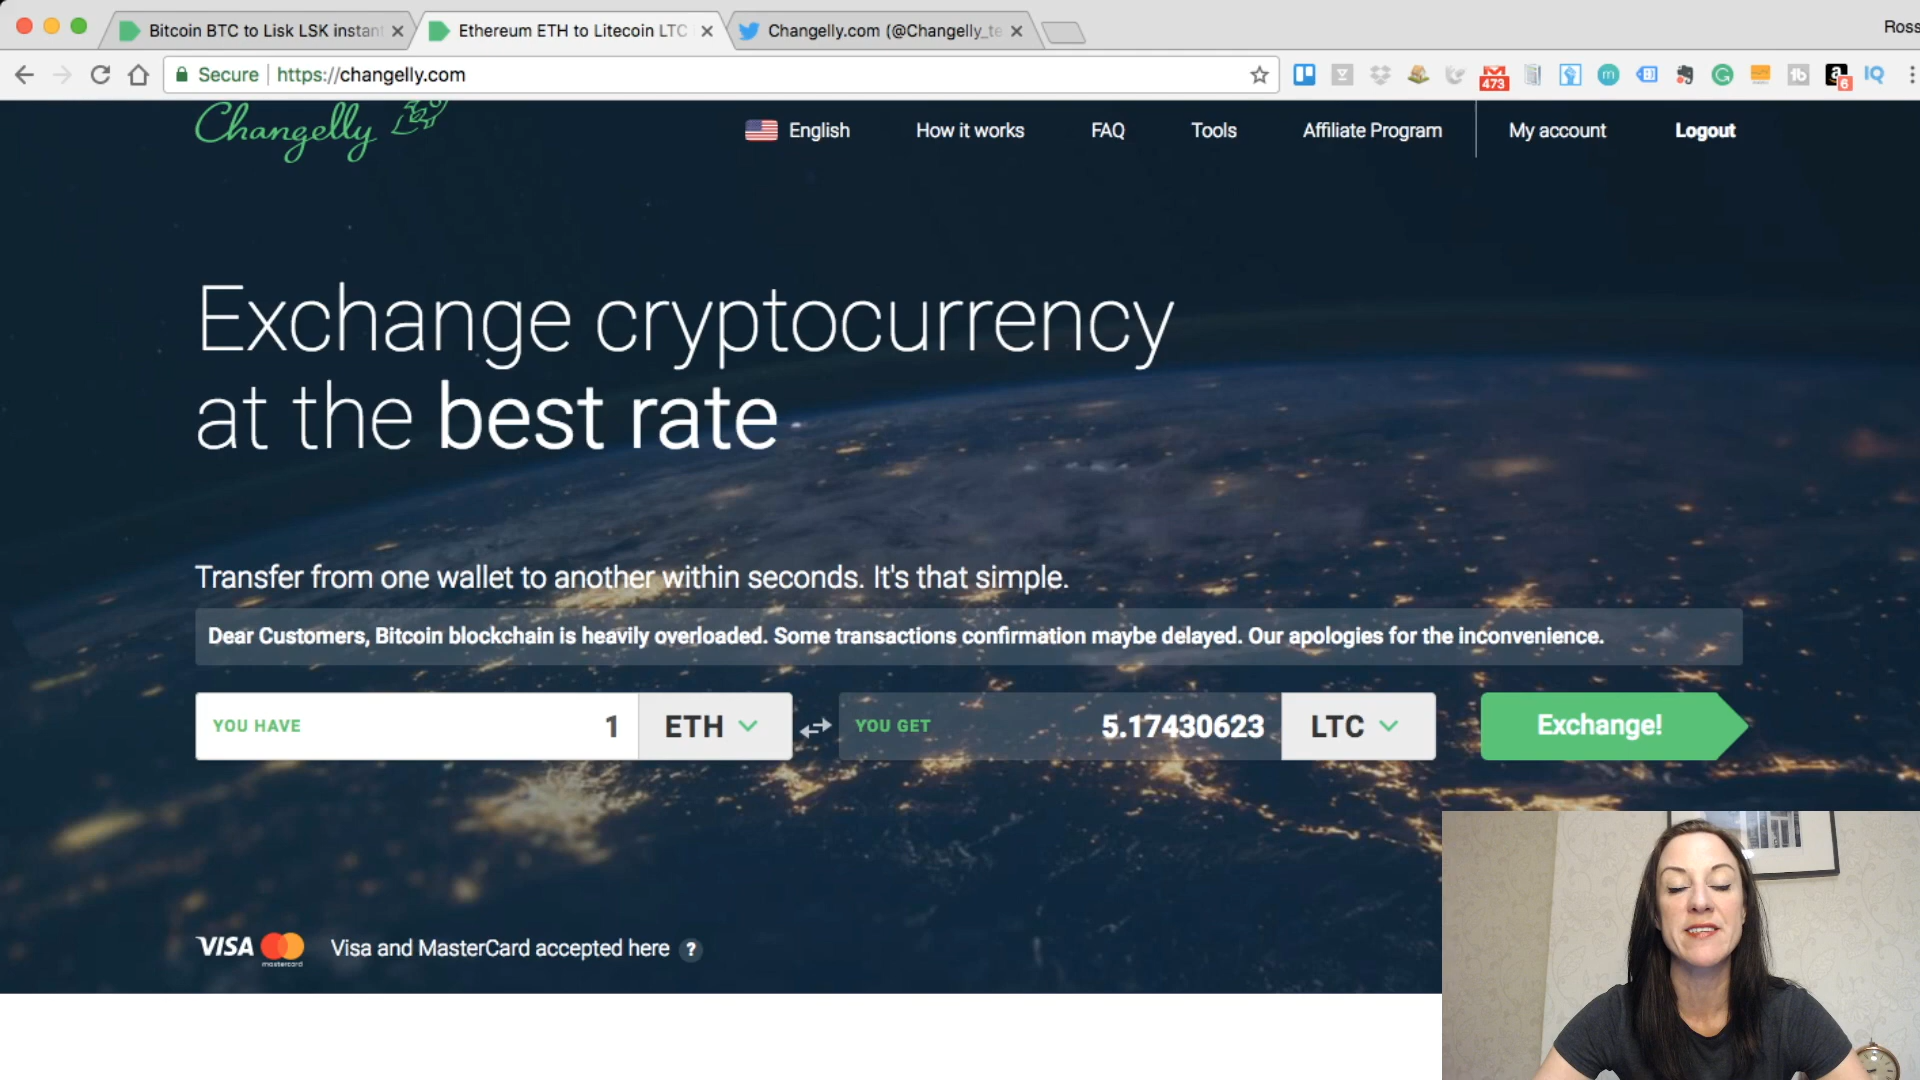 Bitcoin BTC to Lisk LSK instan
Ethereum ETH to Litecoin LTC
Changelly.com (@Changelly_te
Ross
Secure https://changelly.com
473
6
Changelly
English
How it works
FAQ
Tools
Affiliate Program
My account
Logout
Exchange cryptocurrency
at the best rate
Transfer from one wallet to another within seconds. It's that simple.
Dear Customers, Bitcoin blockchain is heavily overloaded. Some transactions confirmation maybe delayed. Our apologies for the inconvenience.
YOU HAVE 1 ETH
YOU GET 5.17430623 LTC
Exchange!
VISA mastercard Visa and MasterCard accepted here ?